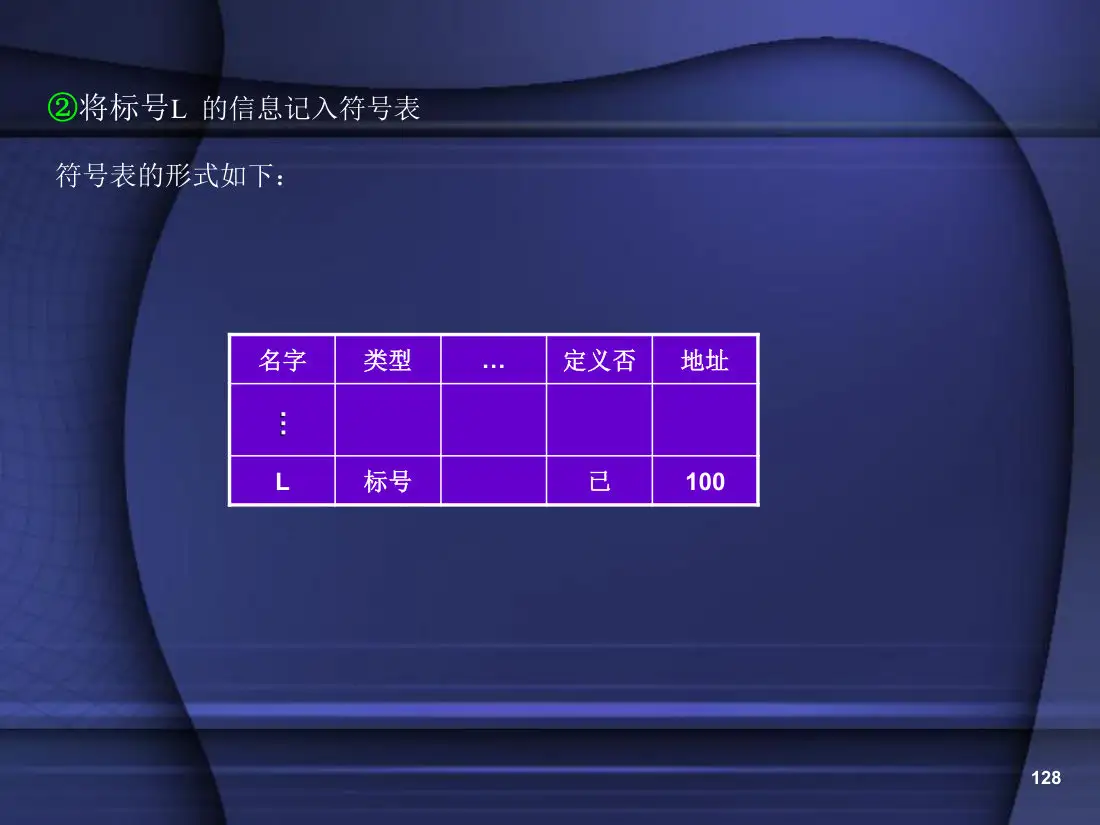 ②将标号L 的信息记入符号表
符号表的形式如下：
名字 类型 … 定义否 地址
⋮
L 标号 已 100
128